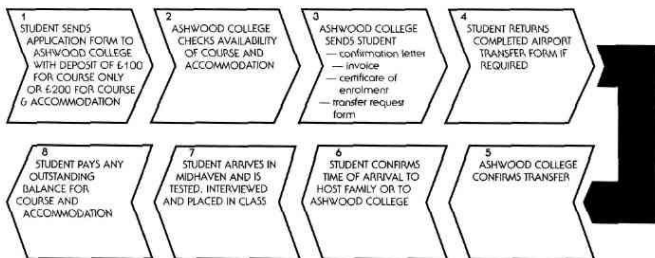 1
STUDENT SENDS
APPLICATION FORM TO
ASHWOOD COLLEGE
WITH DEPOSIT OF £100
FOR COURSE ONLY
OR £200 FOR COURSE
& ACCOMMODATION
2
ASHWOOD COLLEGE
CHECKS AVAILABILITY
OF COURSE AND
ACCOMMODATION
3
ASHWOOD COLLEGE
SENDS STUDENT
— confirmation letter
— invoice
— certificate of
enrolment
— transfer request
form
4
STUDENT RETURNS
COMPLETED AIRPORT
TRANSFER FORM IF
REQUIRED
5
ASHWOOD COLLEGE
CONFIRMS TRANSFER
6
STUDENT CONFIRMS
TIME OF ARRIVAL TO
HOST FAMILY OR TO
ASHWOOD COLLEGE
7
STUDENT ARRIVES IN
MIDHAVEN AND IS
TESTED, INTERVIEWED
AND PLACED IN CLASS
8
STUDENT PAYS ANY
OUTSTANDING
BALANCE FOR
COURSE AND
ACCOMMODATION